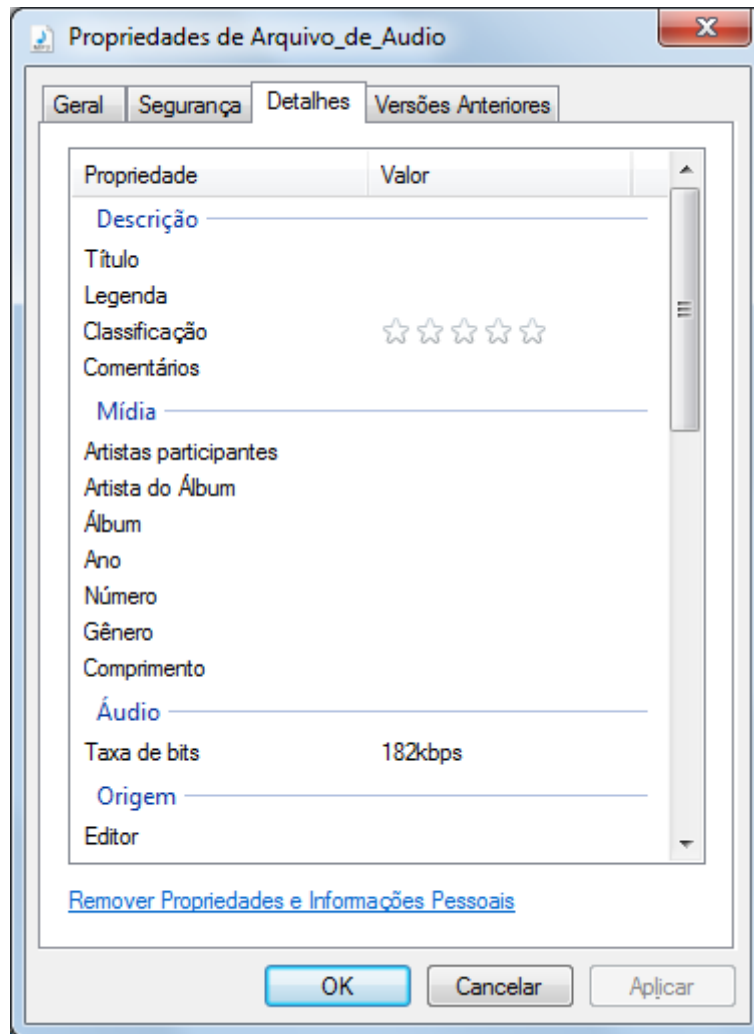 Propriedades de Arquivo_de_Audio
Geral Segurança Detalhes Versões Anteriores
Propriedade Valor
Descrição
Título
Legenda
Classificação
Comentários
Mídia
Artistas participantes
Artista do Álbum
Álbum
Ano
Número
Gênero
Comprimento
Áudio
Taxa de bits 182kbps
Origem
Editor
Remover Propriedades e Informações Pessoais
OK Cancelar Aplicar